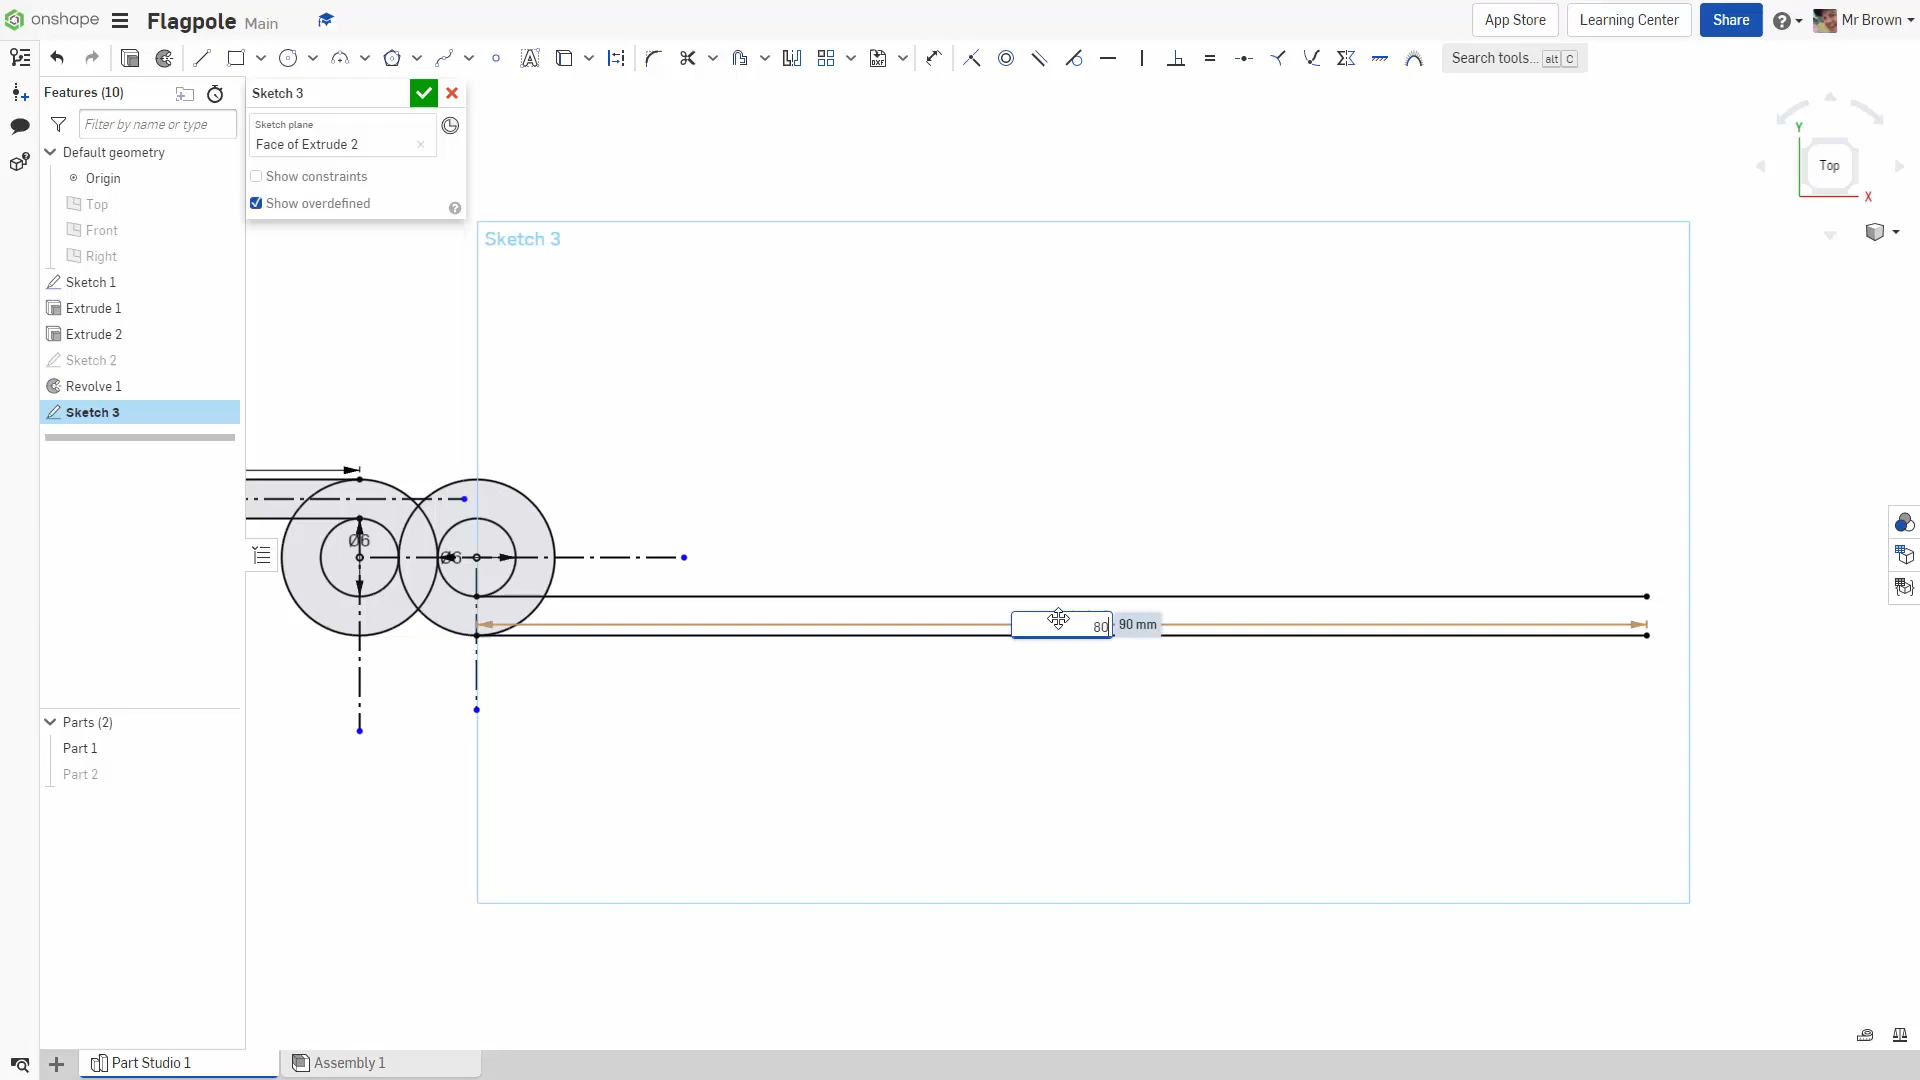 onshape
Flagpole Main
App Store
Learning Center
Share
Mr Brown
Search tools... alt C
Features (10)
Filter by name or type
Default geometry
Origin
Top
Front
Right
Sketch 1
Extrude 1
Extrude 2
Sketch 2
Revolve 1
Sketch 3
Parts (2)
Part 1
Part 2
Sketch 3
Sketch plane
Face of Extrude 2
Show constraints
Show overdefined
Sketch 3
Ø6
Ø6
80
90 mm
Y
Top
X
Part Studio 1
Assembly 1